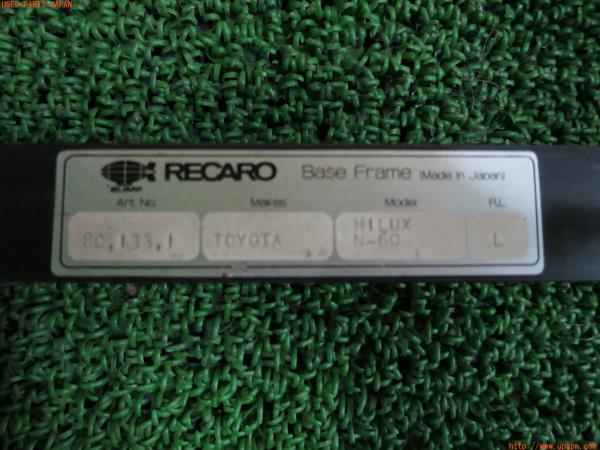 USED PARTS JAPAN
RECARO Base Frame (Made in Japan)
Art. No. Makes Model R.L
80,133,1 TOYOTA HILUX N-60 L
http://www.upjpm.com